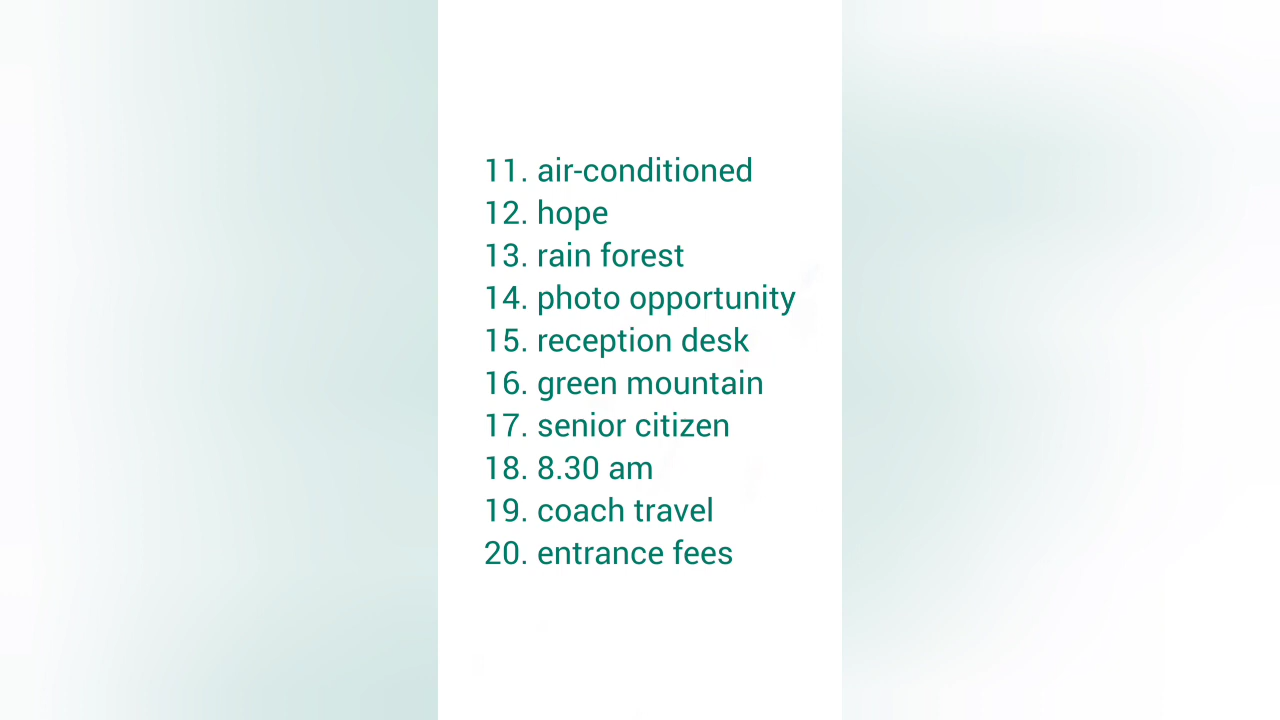 11. air-conditioned
12. hope
13. rain forest
14. photo opportunity
15. reception desk
16. green mountain
17. senior citizen
18. 8.30 am
19. coach travel
20. entrance fees